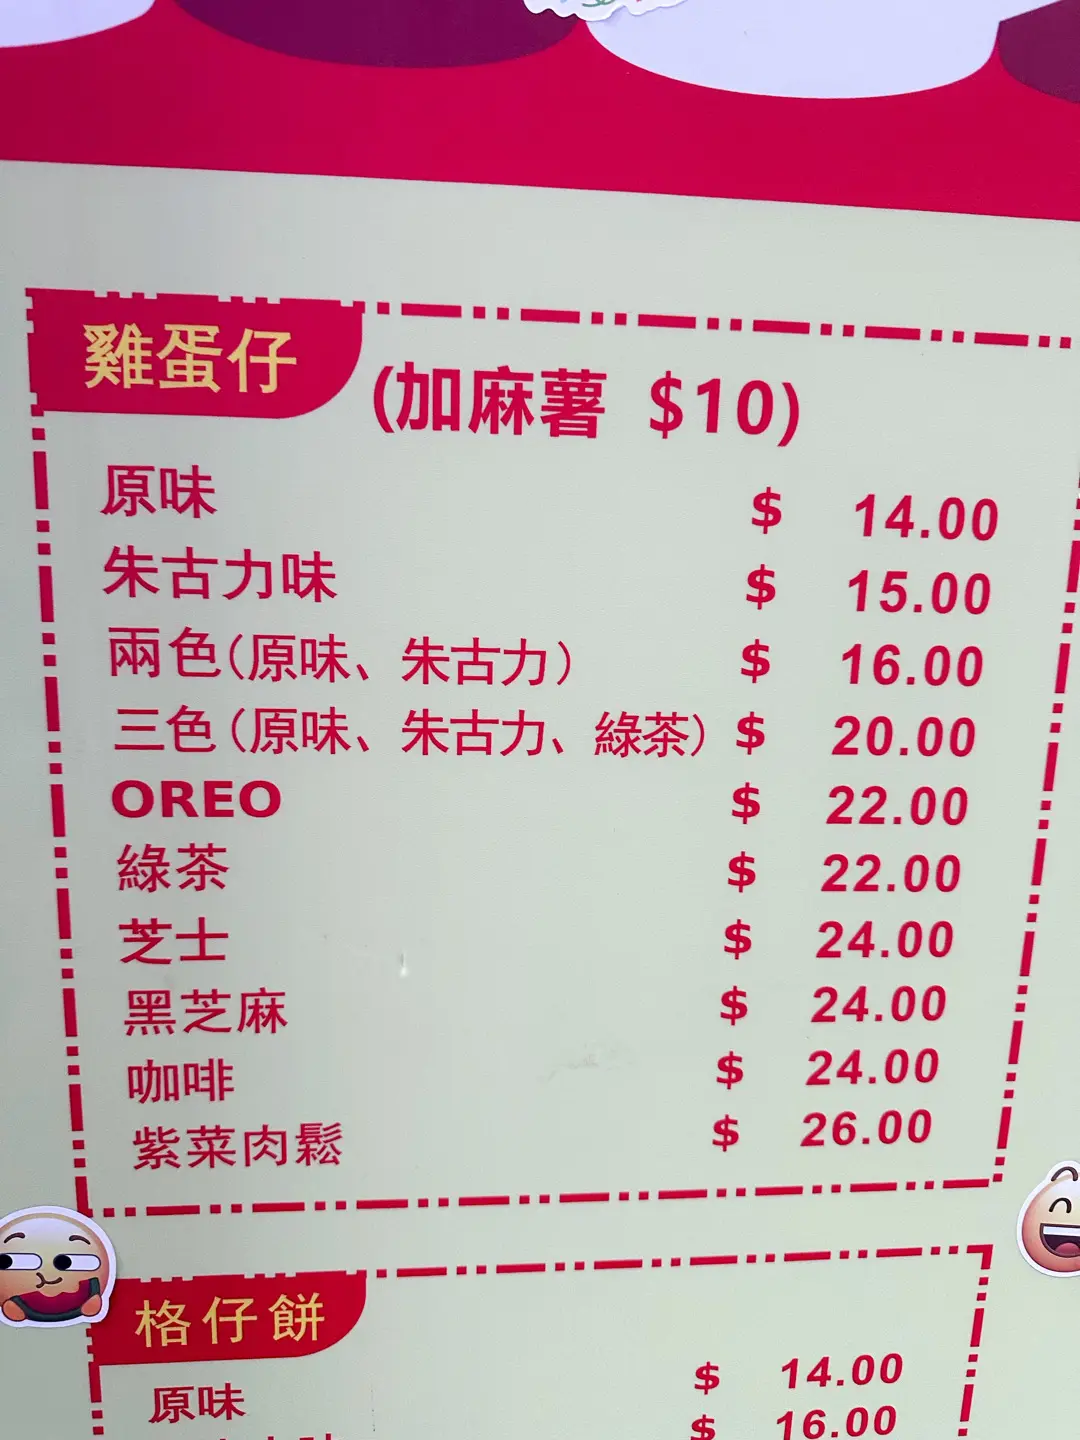 雞蛋仔 (加麻薯 $10)
原味 $ 14.00
朱古力味 $ 15.00
兩色(原味、朱古力) $ 16.00
三色(原味、朱古力、綠茶) $ 20.00
OREO $ 22.00
綠茶 $ 22.00
芝士 $ 24.00
黑芝麻 $ 24.00
咖啡 $ 24.00
紫菜肉鬆 $ 26.00
格仔餅
原味 $ 14.00
$ 16.00